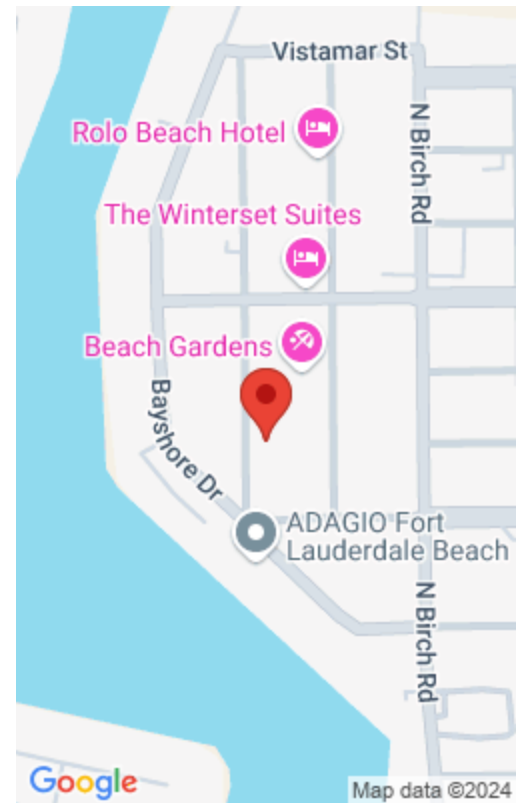 Vistamar St
Rolo Beach Hotel
N Birch Rd
The Winterset Suites
Beach Gardens
Bayshore Dr
ADAGIO Fort
Lauderdale Beach
N Birch Rd
Google
Map data ©2024